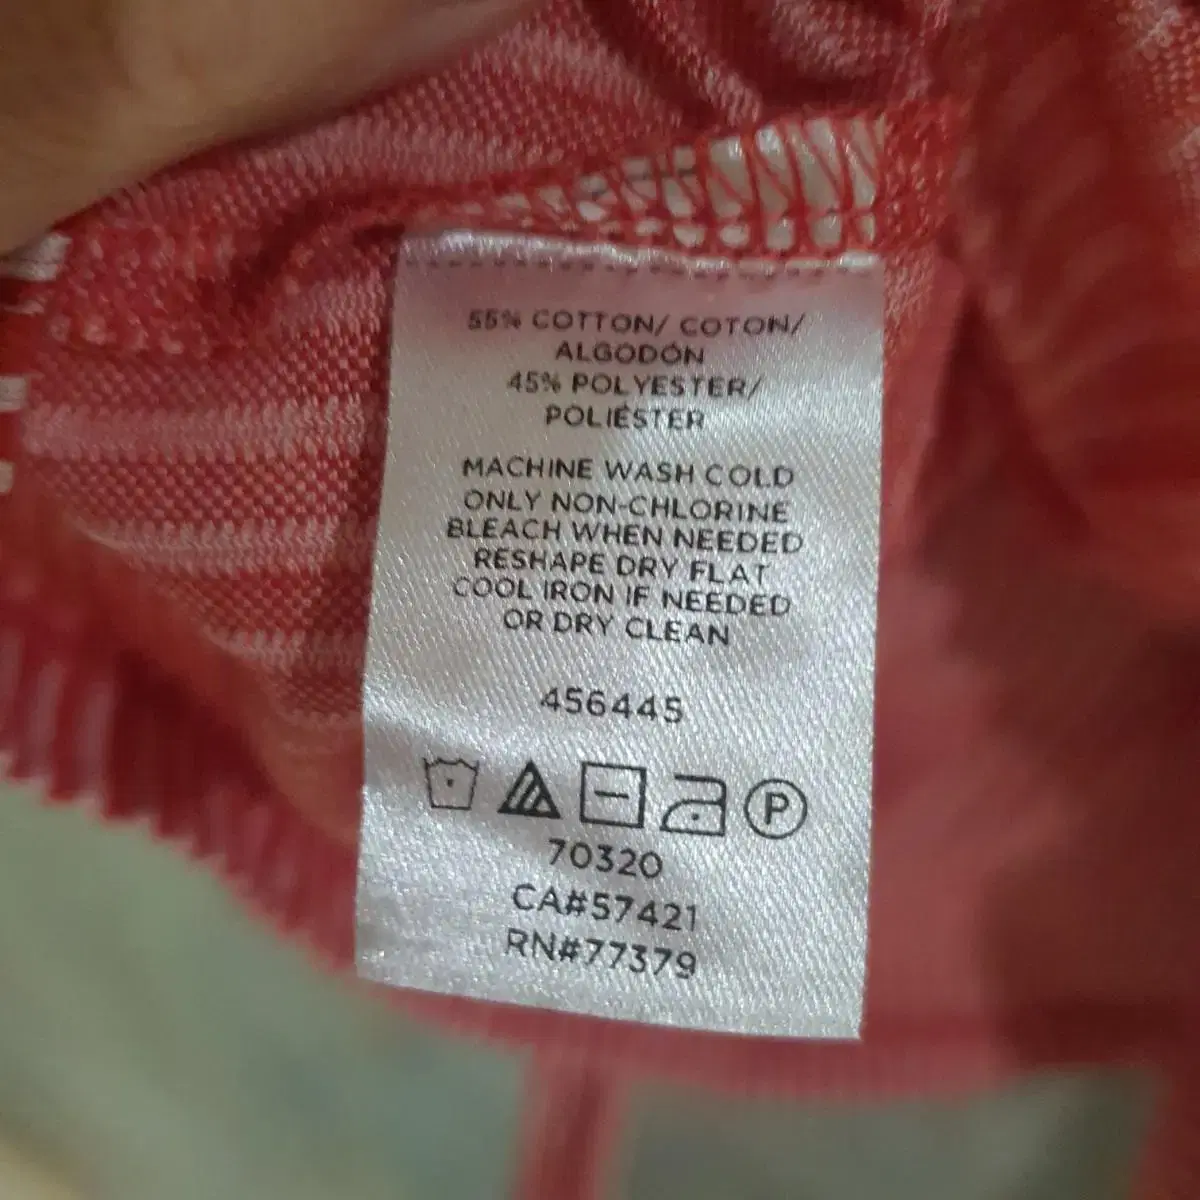 55% COTTON/ COTON/
ALGODÓN
45% POLYESTER/
POLIÉSTER
MACHINE WASH COLD
ONLY NON-CHLORINE
BLEACH WHEN NEEDED
RESHAPE DRY FLAT
COOL IRON IF NEEDED
OR DRY CLEAN
456445
P
70320
CA#57421
RN#77379